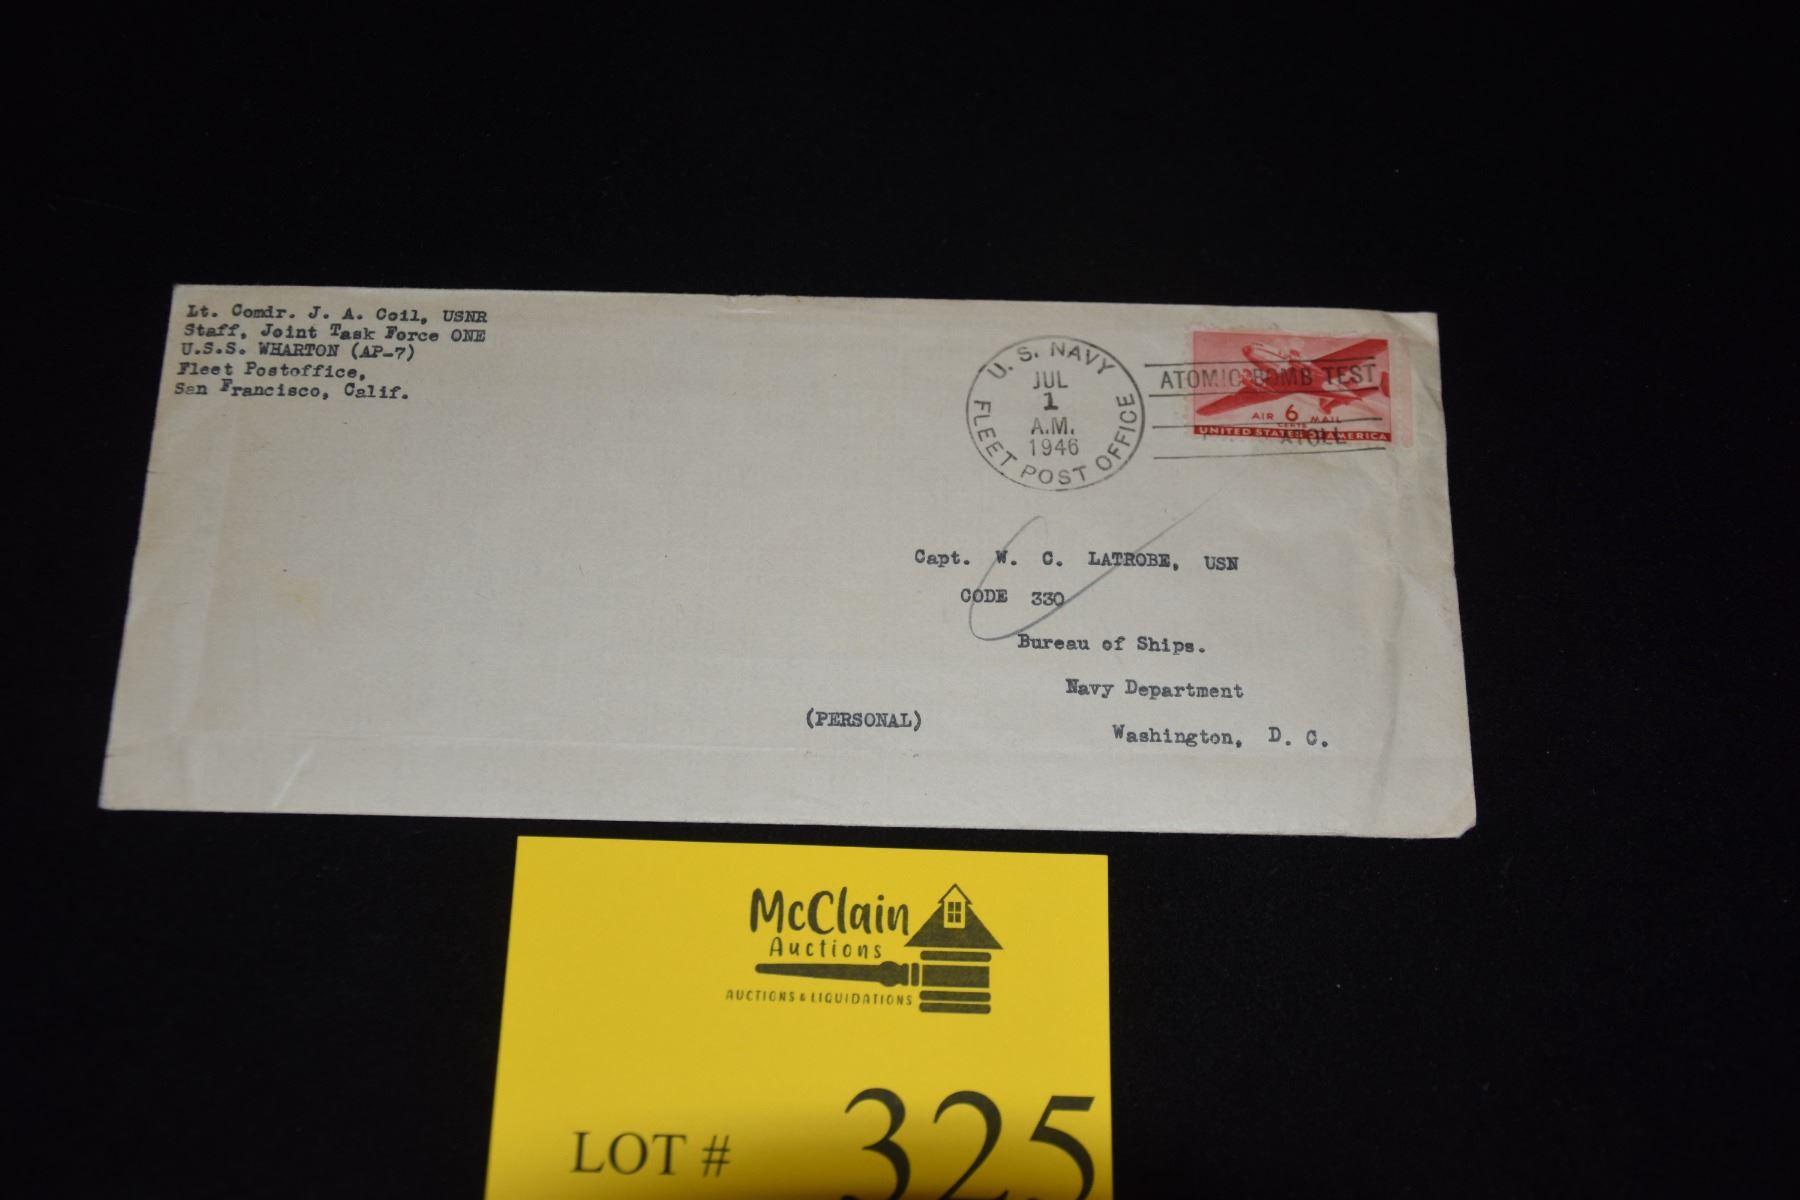 Lt. Comdr. J. A. Coil, USNR
Staff, Joint Task Force ONE
U.S.S. WHARTON (AP-7)
Fleet Postoffice,
San Francisco, Calif.
U. S. NAVY
JUL
1
A.M.
1946
FLEET POST OFFICE
ATOMIC BOMB TEST
ATOLL
AIR 6 MAIL
CENTS
UNITED STATES OF AMERICA
Capt. W. C. LATROBE, USN
CODE 330
Bureau of Ships.
Navy Department
(PERSONAL)
Washington, D. C.
McClain
Auctions
AUCTIONS & LIQUIDATIONS
LOT # 325